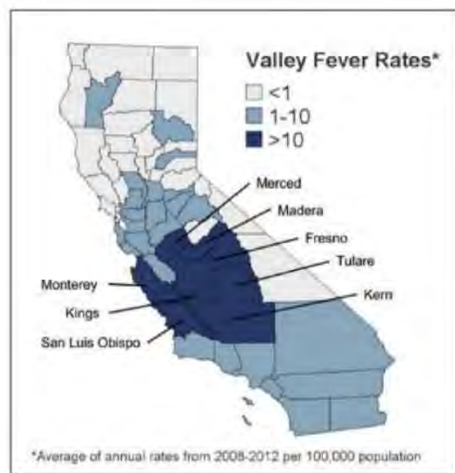 Valley Fever Rates*
<1
1-10
>10
Merced
Madera
Fresno
Tulare
Kern
Monterey
Kings
San Luis Obispo
*Average of annual rates from 2008-2012 per 100,000 population